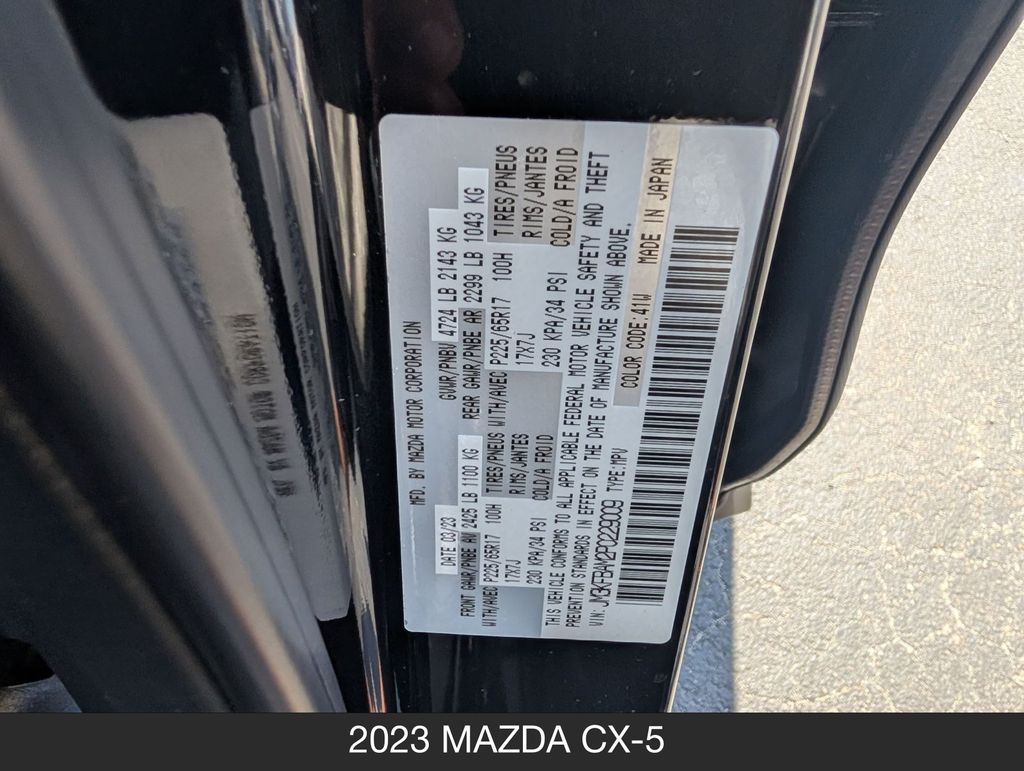 MFD. BY MAZDA MOTOR CORPORATION
DATE 03/23 GVWR/PNBV 4724 LB 2143 KG
FRONT GAWR/PNBE AV 2425 LB 1100 KG REAR GAWR/PNBE AR 2299 LB 1043 KG
WITH/AVEC P225/65R17 100H TIRES/PNEUS WITH/AVEC P225/65R17 100H TIRES/PNEUS
17X7J RIMS/JANTES 17X7J RIMS/JANTES
230 KPA/34 PSI COLD/A FROID 230 KPA/34 PSI COLD/A FROID
THIS VEHICLE CONFORMS TO ALL APPLICABLE FEDERAL MOTOR VEHICLE SAFETY AND THEFT
PREVENTION STANDARDS IN EFFECT ON THE DATE OF MANUFACTURE SHOWN ABOVE.
VIN: JM3KFBAM2P0229009 TYPE:MPV COLOR CODE:41W MADE IN JAPAN
2023 MAZDA CX-5